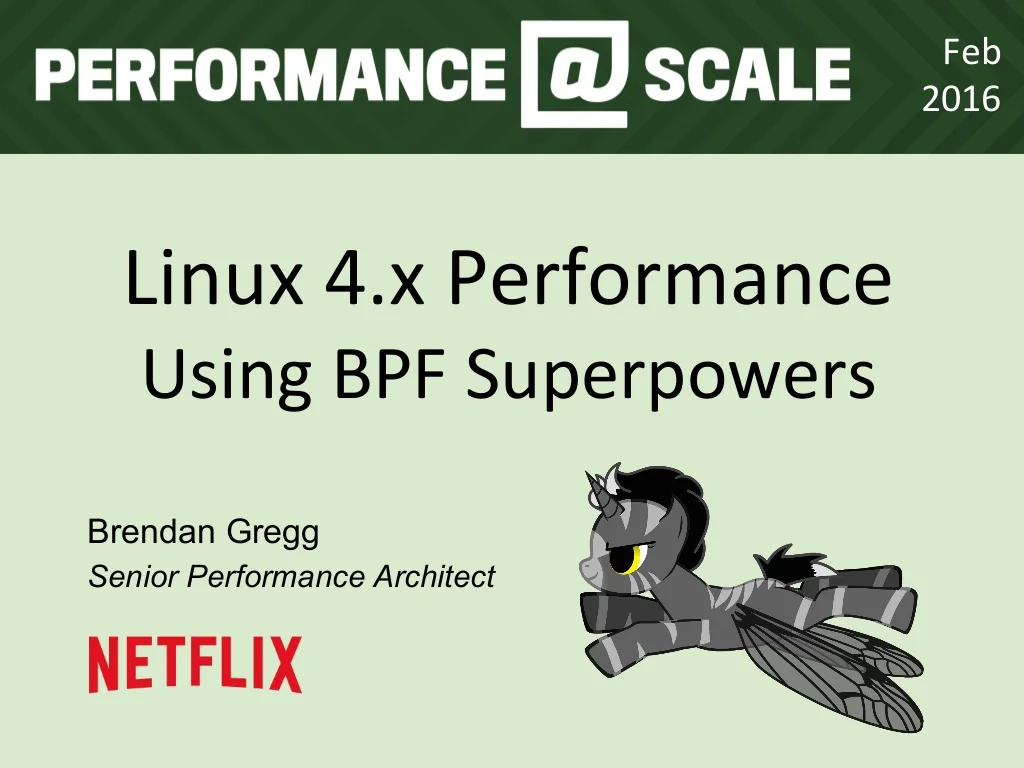 PERFORMANCE @ SCALE
Feb
2016
Linux 4.x Performance
Using BPF Superpowers
Brendan Gregg
Senior Performance Architect
NETFLIX